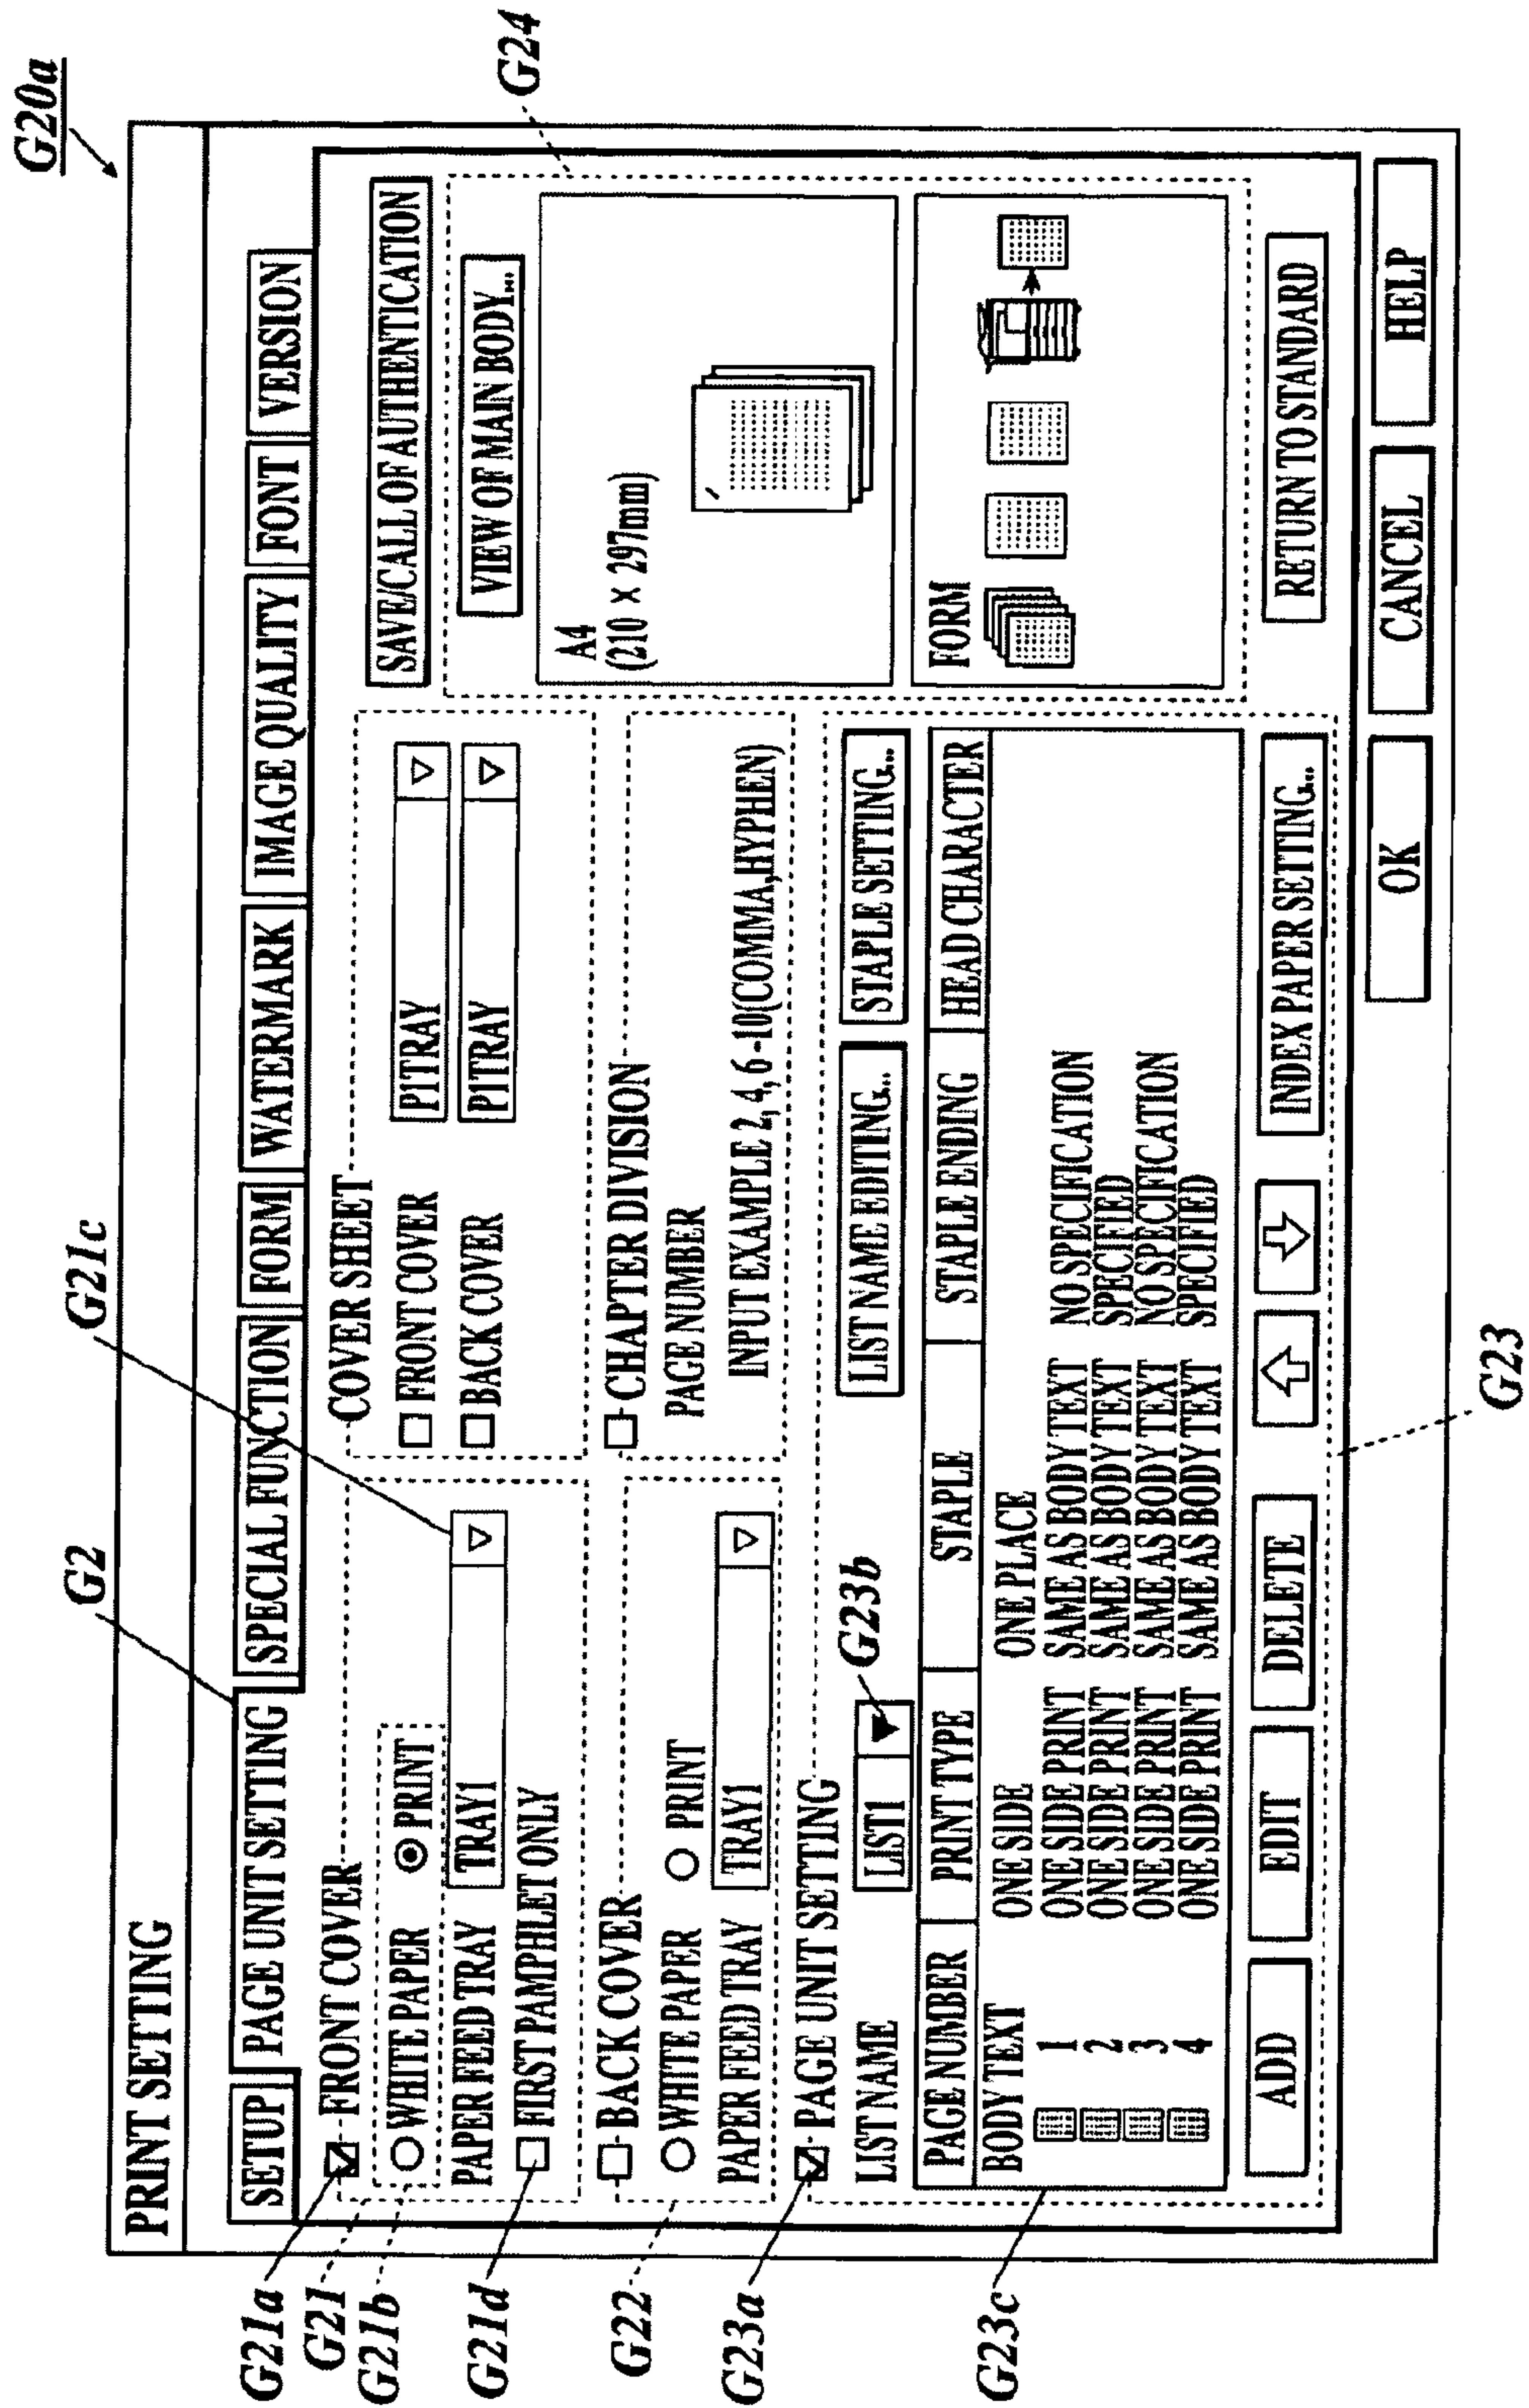 G20a
G2
G21c
G24
PRINT SETTING
SETUP
PAGE UNIT SETTING
SPECIAL FUNCTION
FORM
WATERMARK
IMAGE QUALITY
FONT
VERSION
G21a
G21
G21b
G21d
G22
G23a
G23c
FRONT COVER
WHITE PAPER
PRINT
PAPER FEED TRAY
TRAY1
FIRST PAMPHLET ONLY
COVER SHEET
FRONT COVER
P1TRAY
BACK COVER
P1TRAY
BACK COVER
WHITE PAPER
PRINT
PAPER FEED TRAY
TRAY1
CHAPTER DIVISION
PAGE NUMBER
INPUT EXAMPLE 2, 4, 6 -10(COMMA,HYPHEN)
PAGE UNIT SETTING
LIST NAME
LIST1
G23b
LIST NAME EDITING...
STAPLE SETTING...
PAGE NUMBER PRINT TYPE STAPLE STAPLE ENDING HEAD CHARACTER
BODY TEXT ONE SIDE ONE PLACE
1 ONE SIDE PRINT SAME AS BODY TEXT NO SPECIFICATION
2 ONE SIDE PRINT SAME AS BODY TEXT SPECIFIED
3 ONE SIDE PRINT SAME AS BODY TEXT NO SPECIFICATION
4 ONE SIDE PRINT SAME AS BODY TEXT SPECIFIED
ADD
EDIT
DELETE
INDEX PAPER SETTING...
SAVE/CALL OF AUTHENTICATION
VIEW OF MAIN BODY...
A4
(210 × 297mm)
FORM
RETURN TO STANDARD
OK
CANCEL
HELP
G23